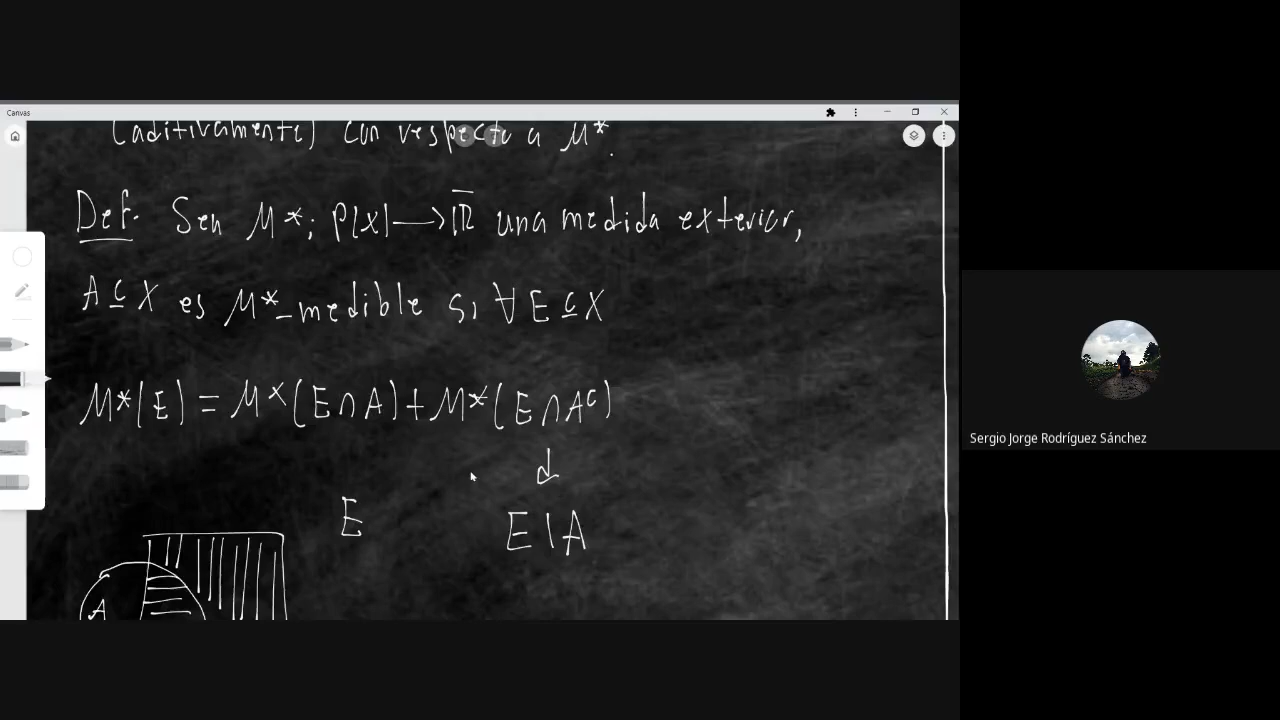 Canvas
(aditivamente) con respecto a μ*.
Def. Sea μ*: P(X) → ℝ̅ una medida exterior,
A ⊆ X es μ*-medible si ∀ E ⊆ X
μ*(E) = μ*(E ∩ A) + μ*(E ∩ Aᶜ)
E
E \ A
A
Sergio Jorge Rodríguez Sánchez